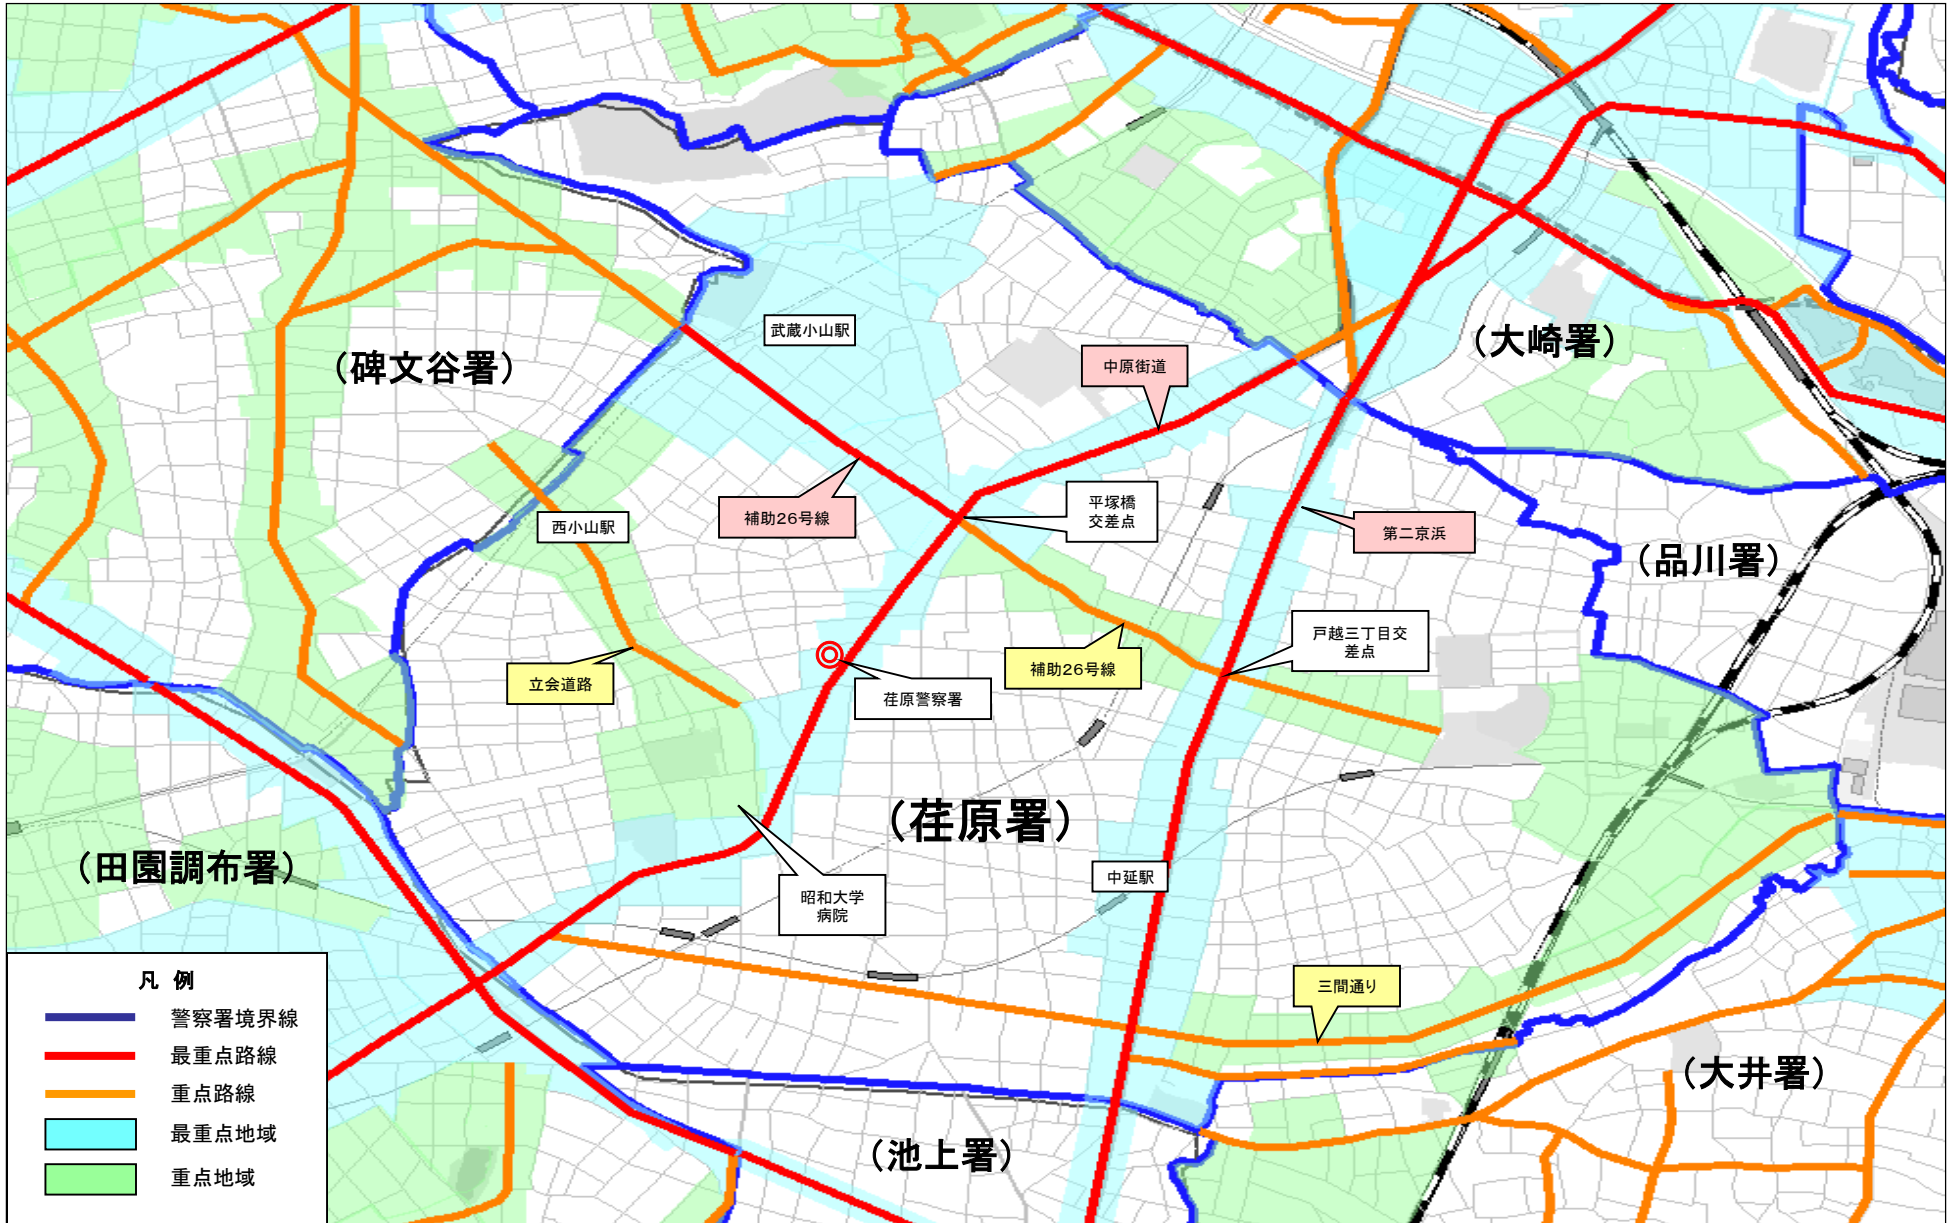 武蔵小山駅
(大崎署)
(碑文谷署)
中原街道
補助26号線
平塚橋
交差点
西小山駅
第二京浜
(品川署)
戸越三丁目交
差点
立会道路
補助26号線
荏原警察署
(荏原署)
(田園調布署)
中延駅
昭和大学
病院
三間通り
(大井署)
(池上署)
凡 例
警察署境界線
最重点路線
重点路線
最重点地域
重点地域